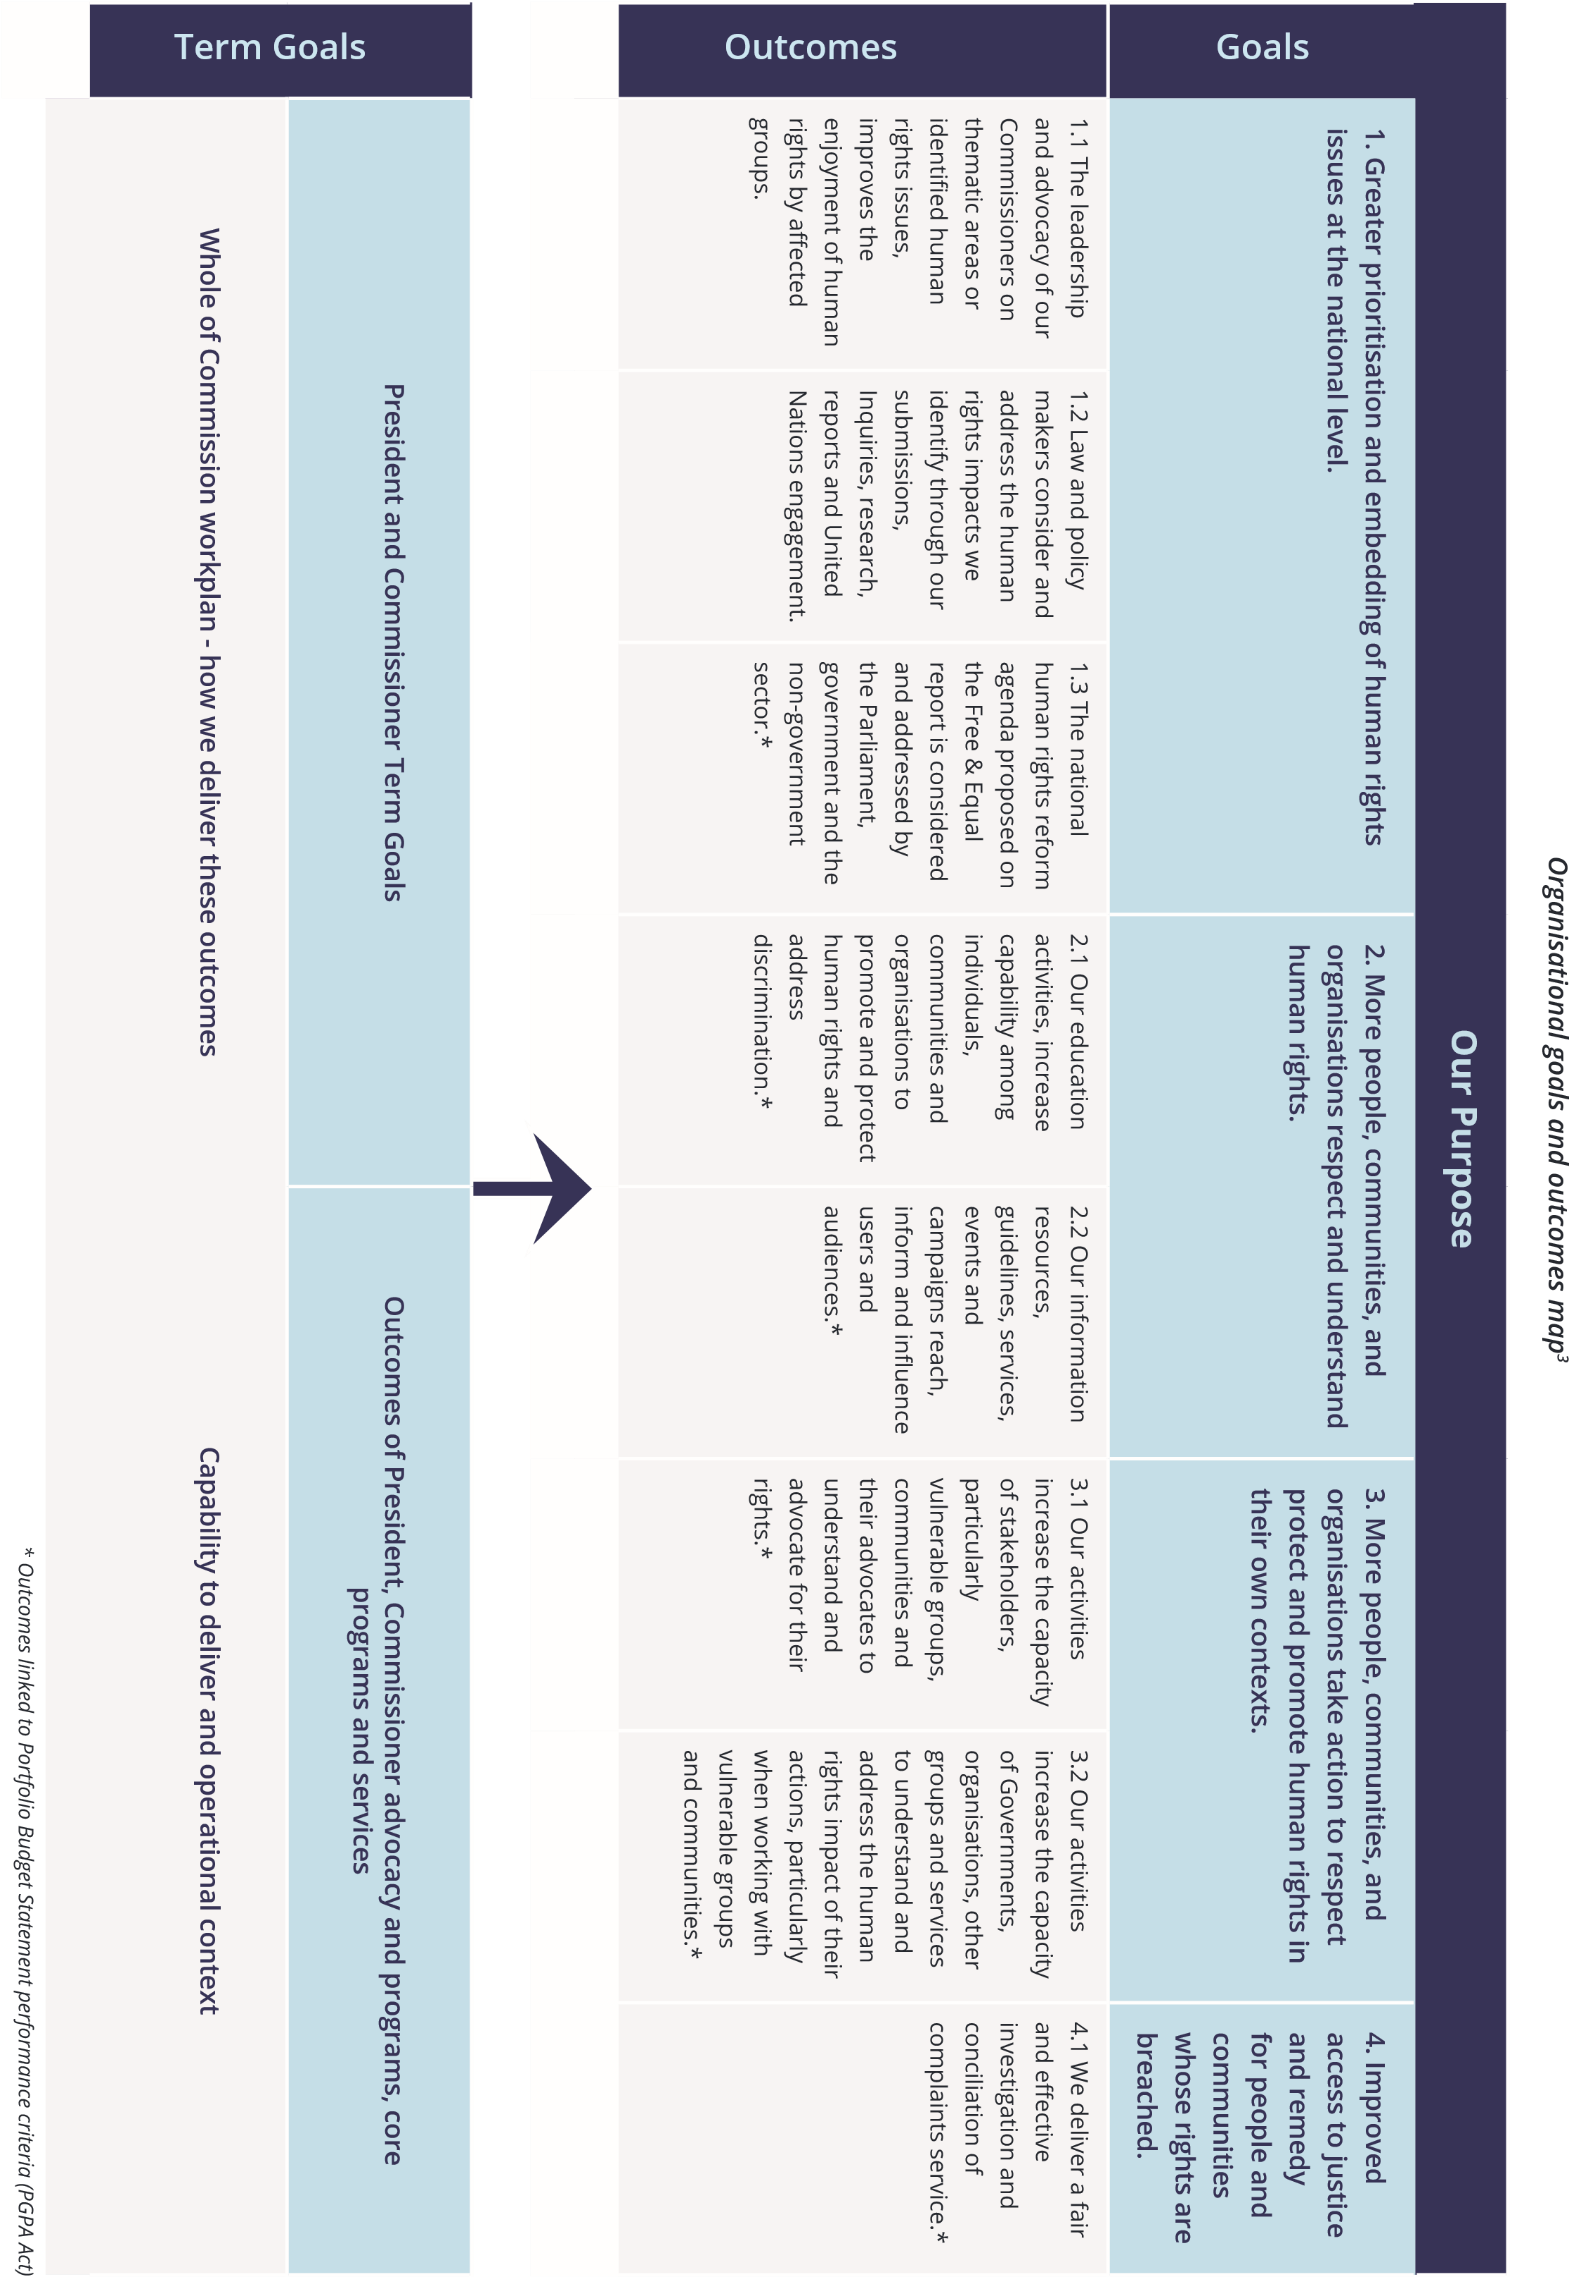 Organisational goals and outcomes map³
Our Purpose
Goals
1. Greater prioritisation and embedding of human rights
issues at the national level.
2. More people, communities, and
organisations respect and understand
human rights.
3. More people, communities, and
organisations take action to respect
protect and promote human rights in
their own contexts.
4. Improved
access to justice
and remedy
for people and
communities
whose rights are
breached.
Outcomes
1.1 The leadership
and advocacy of our
Commissioners on
thematic areas or
identified human
rights issues,
improves the
enjoyment of human
rights by affected
groups.
1.2 Law and policy
makers consider and
address the human
rights impacts we
identify through our
submissions,
Inquiries, research,
reports and United
Nations engagement.
1.3 The national
human rights reform
agenda proposed on
the Free & Equal
report is considered
and addressed by
the Parliament,
government and the
non-government
sector.*
2.1 Our education
activities, increase
capability among
individuals,
communities and
organisations to
promote and protect
human rights and
address
discrimination.*
2.2 Our information
resources,
guidelines, services,
events and
campaigns reach,
inform and influence
users and
audiences.*
3.1 Our activities
increase the capacity
of stakeholders,
particularly
vulnerable groups,
communities and
their advocates to
understand and
advocate for their
rights.*
3.2 Our activities
increase the capacity
of Governments,
organisations, other
groups and services
to understand and
address the human
rights impact of their
actions, particularly
when working with
vulnerable groups
and communities.*
4.1 We deliver a fair
and effective
investigation and
conciliation of
complaints service.*
Term Goals
President and Commissioner Term Goals
Outcomes of President, Commissioner advocacy and programs, core
programs and services
Whole of Commission workplan - how we deliver these outcomes
Capability to deliver and operational context
* Outcomes linked to Portfolio Budget Statement performance criteria (PGPA Act)